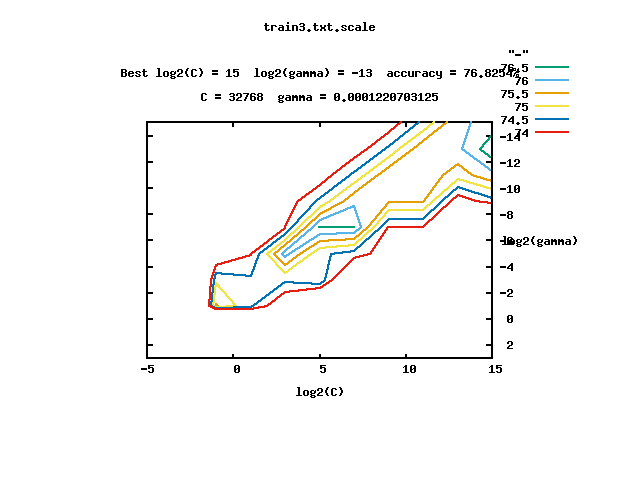 train3.txt.scale
"-"
Best log2(C) = 15  log2(gamma) = -13  accuracy = 76.8254%
76.5
76
75.5
C = 32768  gamma = 0.0001220703125
75
74.5
74
-14
-12
-10
-8
-6
log2(gamma)
-4
-2
0
2
-5 0 5 10 15
log2(C)